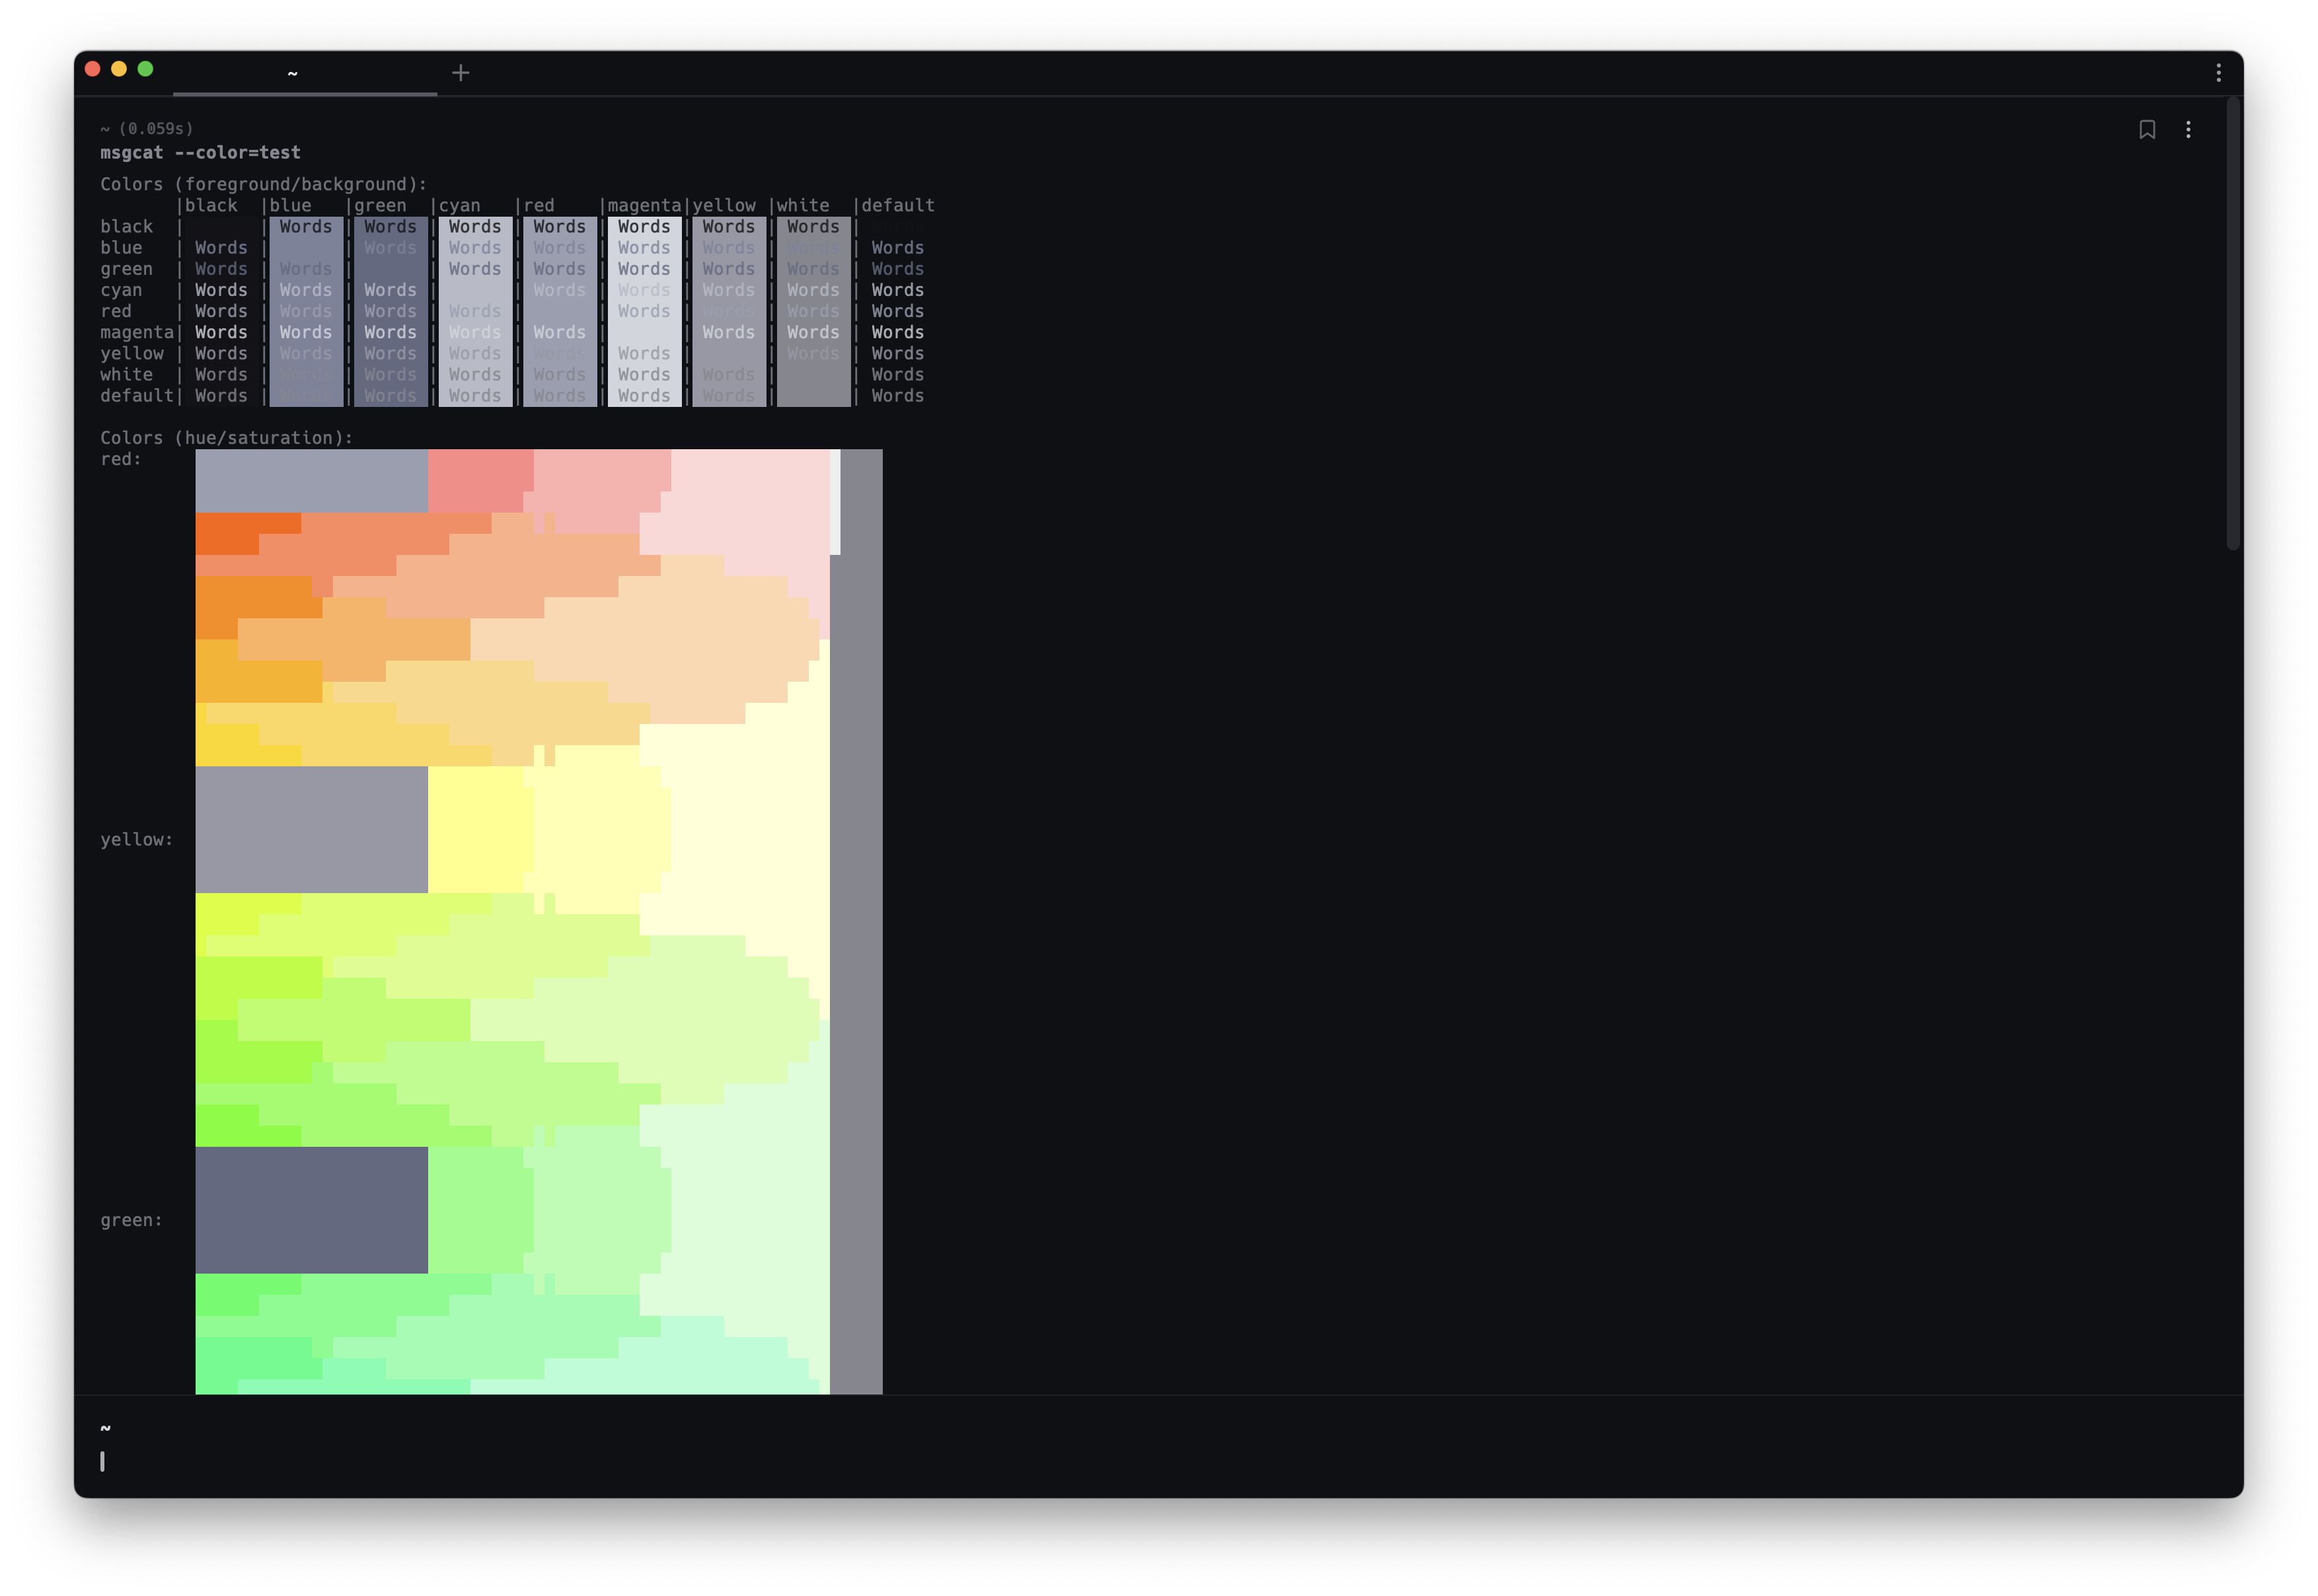 ~
~ (0.059s)
msgcat --color=test
Colors (foreground/background):
|black |blue |green |cyan |red |magenta|yellow |white |default
black | | Words | Words | Words | Words | Words | Words | Words |
blue | Words | | Words | Words | Words | Words | Words | Words | Words
green | Words | Words | | Words | Words | Words | Words | Words | Words
cyan | Words | Words | Words | | Words | Words | Words | Words | Words
red | Words | Words | Words | Words | | Words | Words | Words | Words
magenta| Words | Words | Words | Words | Words | | Words | Words | Words
yellow | Words | Words | Words | Words | Words | Words | | Words | Words
white | Words | Words | Words | Words | Words | Words | Words | | Words
default| Words | Words | Words | Words | Words | Words | Words | | Words
Colors (hue/saturation):
red:
yellow:
green:
~